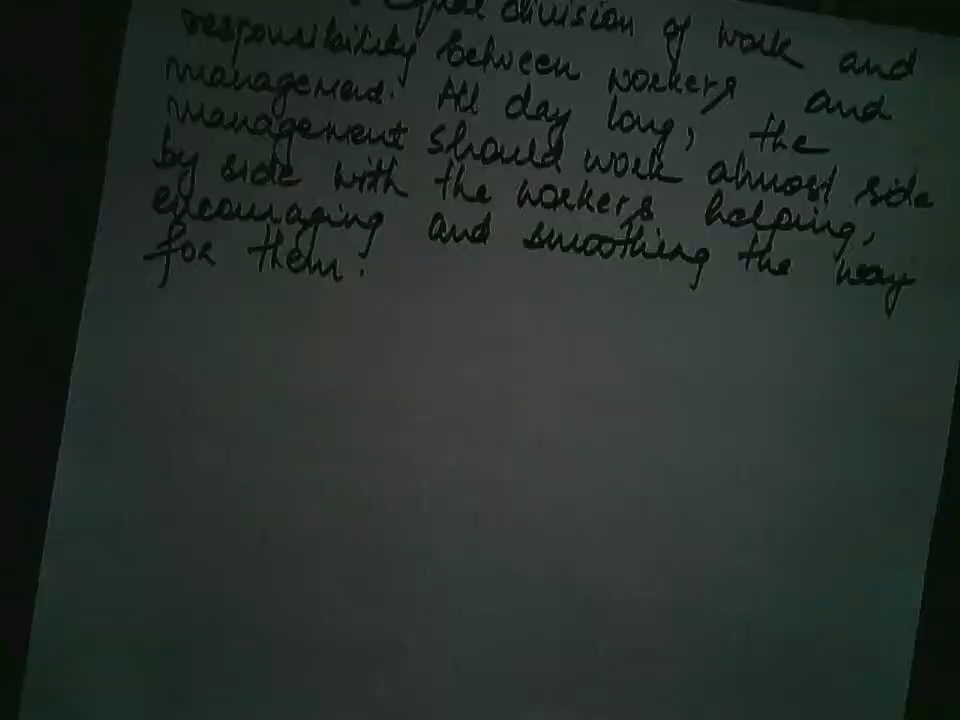 Equal division of work and
responsibility between workers and
management. All day long, the
management should work almost side
by side with the workers helping,
encouraging and smoothing the way
for them.